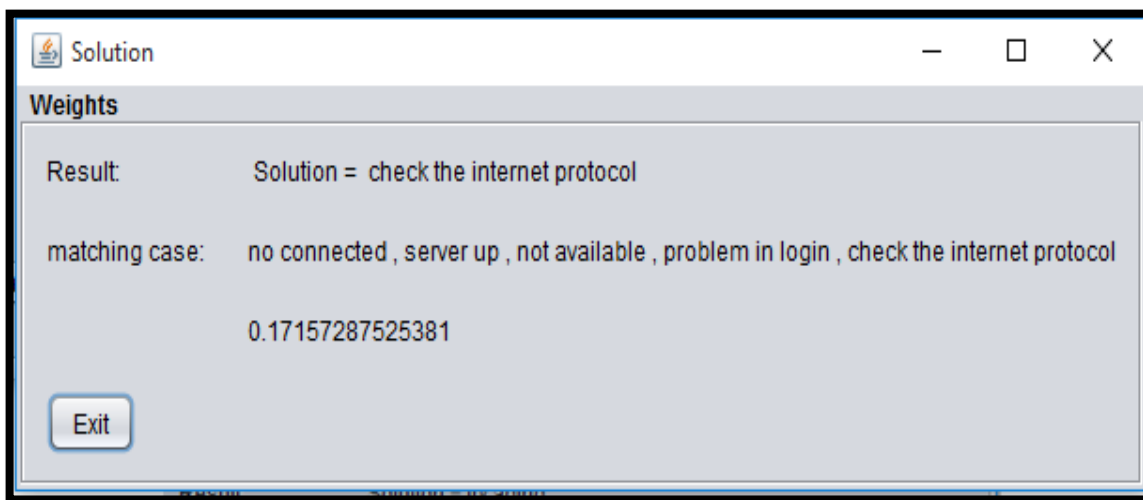 Solution
Weights
Result: Solution = check the internet protocol
matching case: no connected , server up , not available , problem in login , check the internet protocol
0.17157287525381
Exit